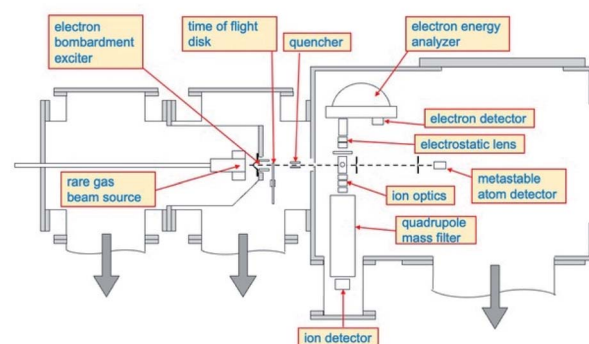 electron
bombardment
exciter
time of flight
disk
quencher
electron energy
analyzer
electron detector
electrostatic lens
rare gas
beam source
ion optics
metastable
atom detector
quadrupole
mass filter
ion detector